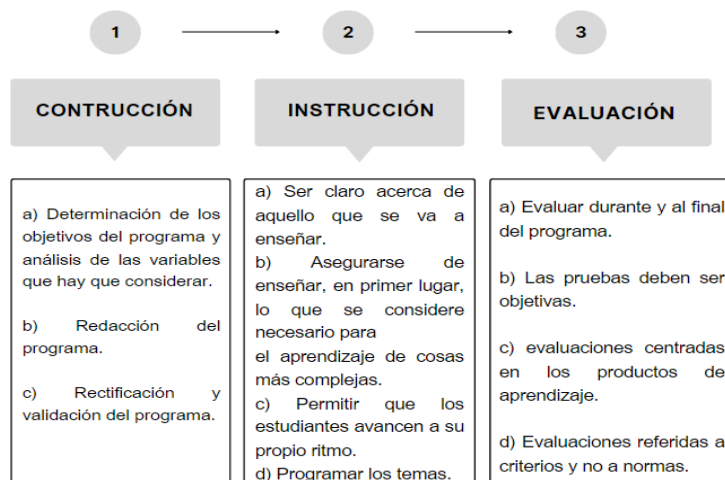 1
2
3
CONTRUCCIÓN
INSTRUCCIÓN
EVALUACIÓN
a) Determinación de los
objetivos del programa y
análisis de las variables
que hay que considerar.
b) Redacción del
programa.
c) Rectificación y
validación del programa.
a) Ser claro acerca de
aquello que se va a
enseñar.
b) Asegurarse de
enseñar, en primer lugar,
lo que se considere
necesario para
el aprendizaje de cosas
más complejas.
c) Permitir que los
estudiantes avancen a su
propio ritmo.
d) Programar los temas.
a) Evaluar durante y al final
del programa.
b) Las pruebas deben ser
objetivas.
c) evaluaciones centradas
en los productos de
aprendizaje.
d) Evaluaciones referidas a
criterios y no a normas.